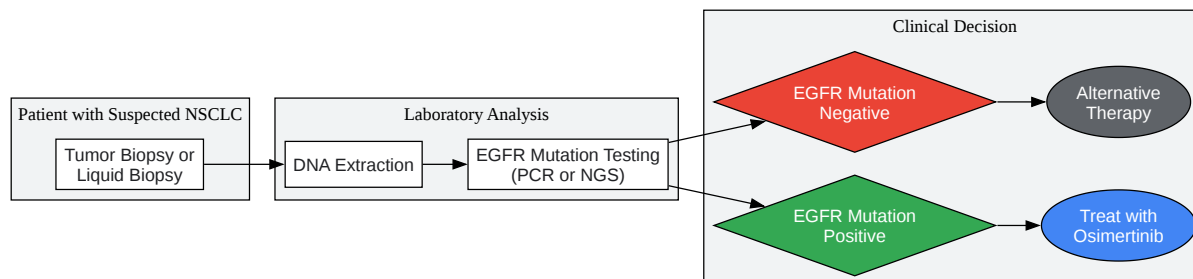 Clinical Decision
Patient with Suspected NSCLC
Tumor Biopsy or
Liquid Biopsy
Laboratory Analysis
DNA Extraction
EGFR Mutation Testing
(PCR or NGS)
EGFR Mutation
Negative
Alternative
Therapy
EGFR Mutation
Positive
Treat with
Osimertinib